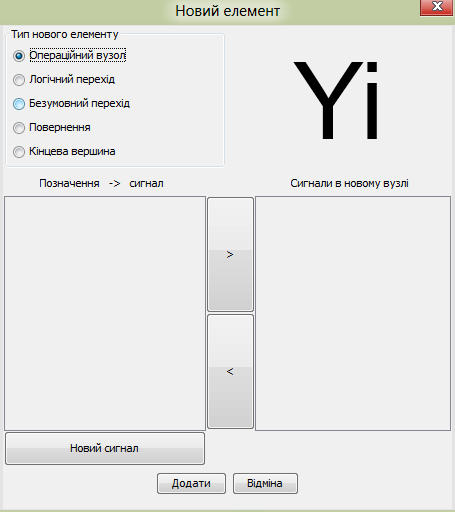 Новий елемент
Тип нового елементу
Операційний вузол
Логічний перехід
Безумовний перехід
Повернення
Кінцева вершина
Yi
Позначення -> сигнал
Сигнали в новому вузлі
>
<
Новий сигнал
Додати
Відміна